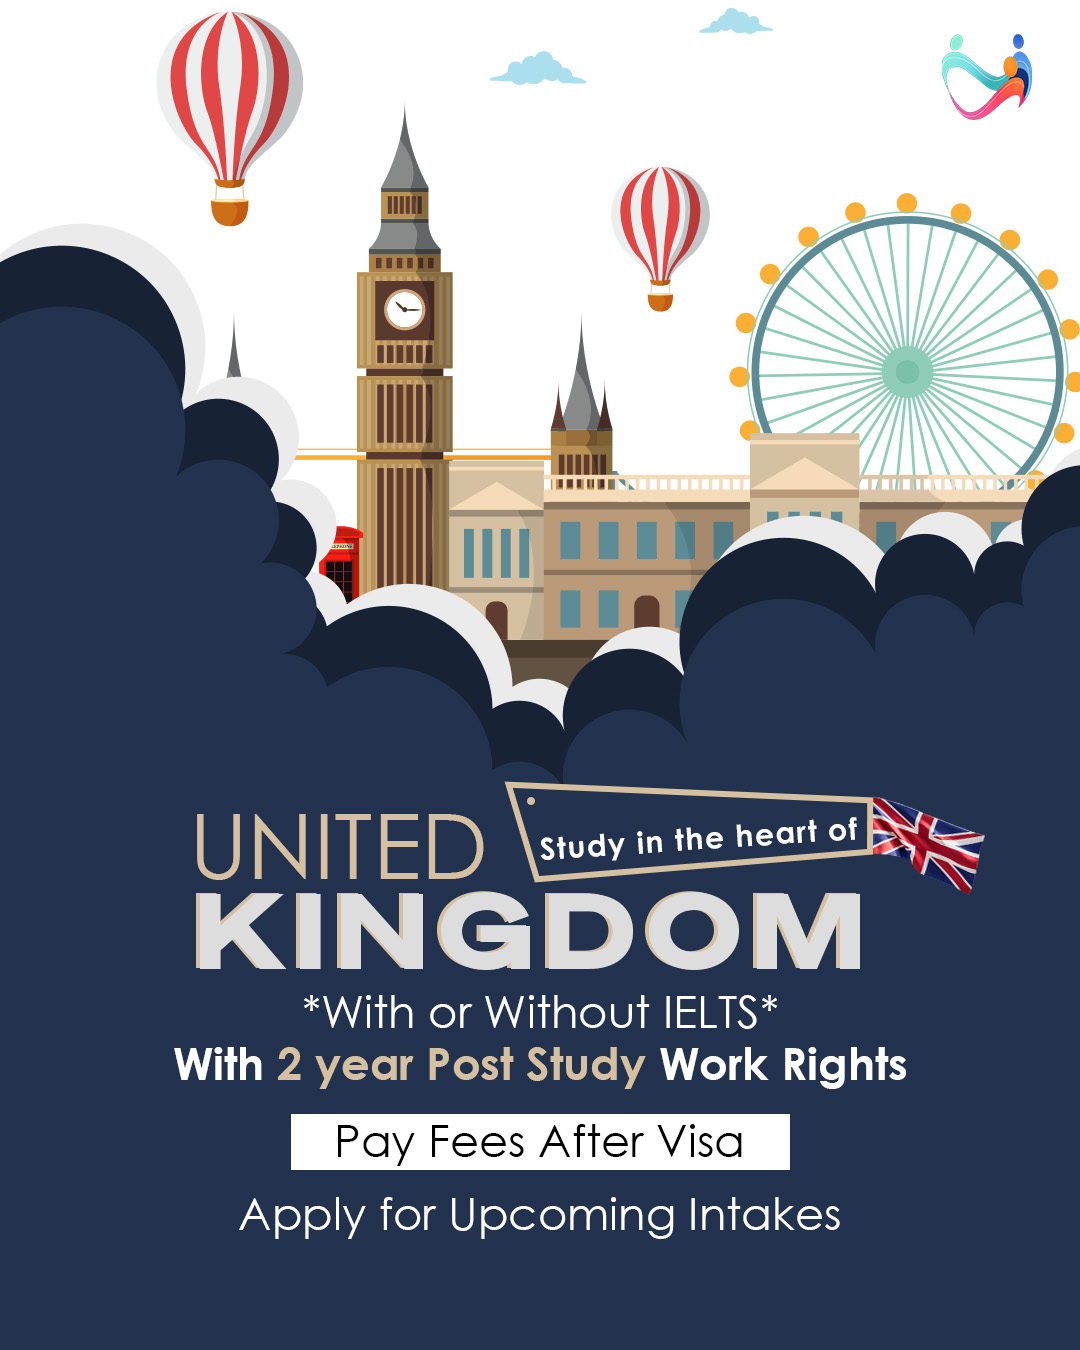 Study in the heart of
UNITED
KINGDOM
*With or Without IELTS*
With 2 year Post Study Work Rights
Pay Fees After Visa
Apply for Upcoming Intakes